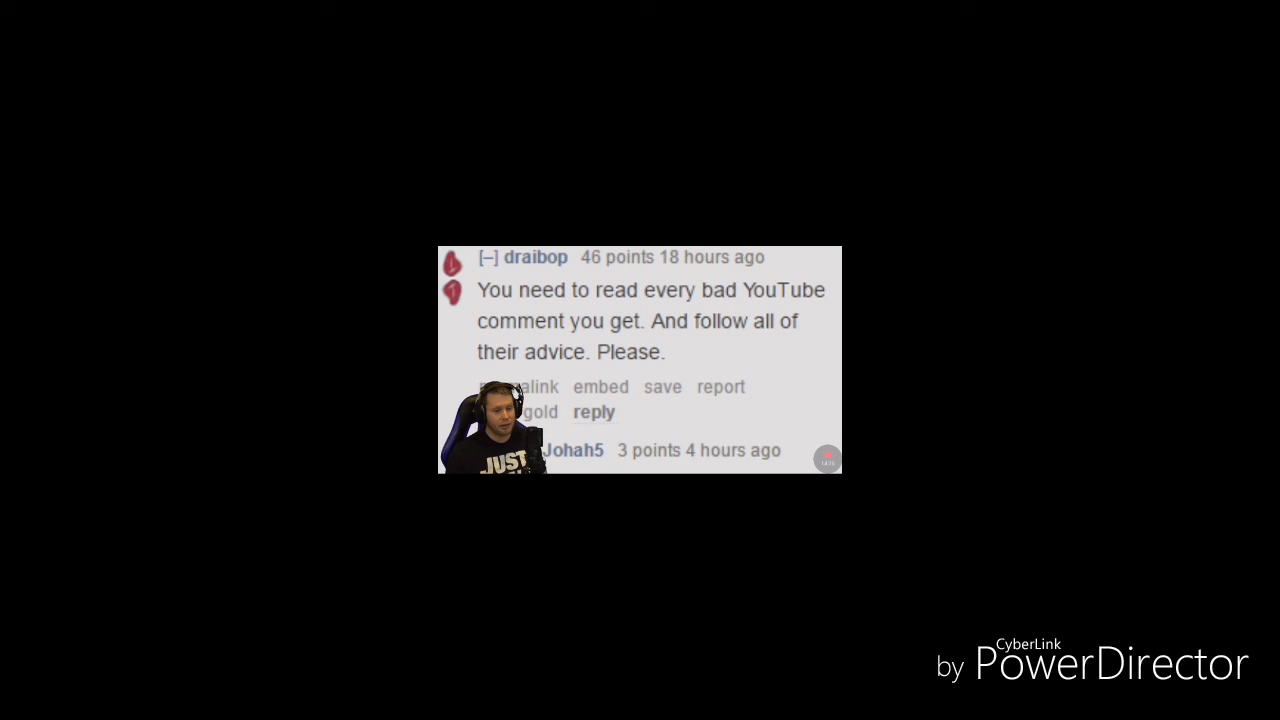 [–] draibop 46 points 18 hours ago
You need to read every bad YouTube
comment you get. And follow all of
their advice. Please.
embed save report
gold reply
Johah5 3 points 4 hours ago
JUST
CyberLink
by PowerDirector